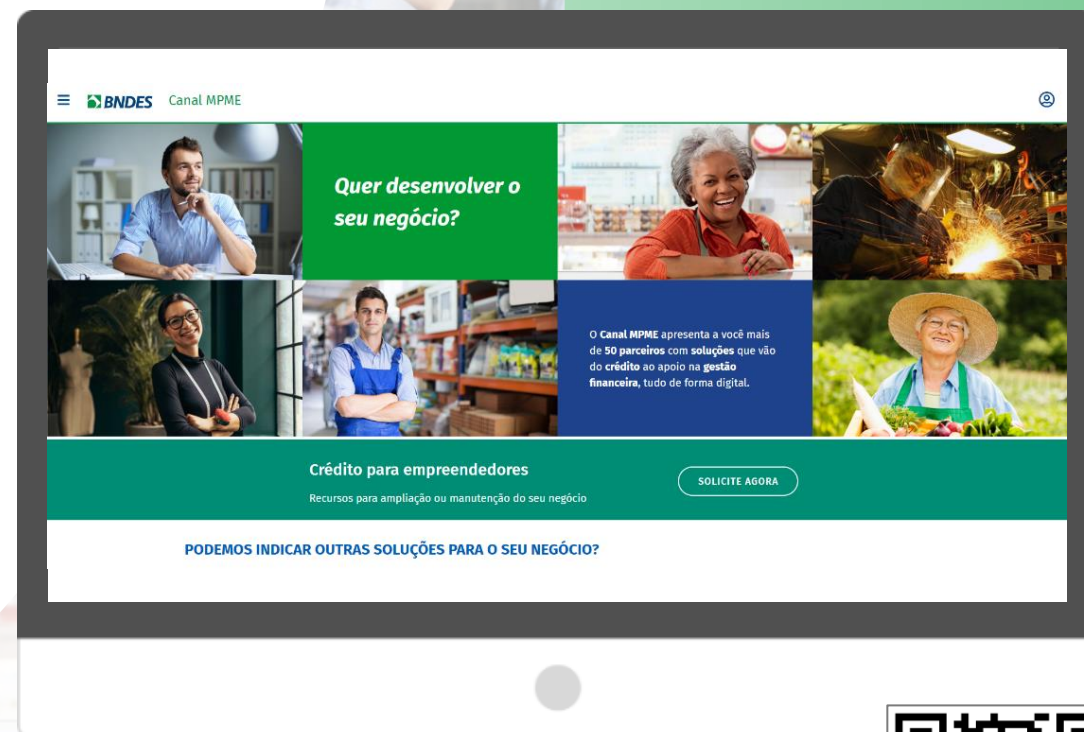 BNDES Canal MPME
Quer desenvolver o
seu negócio?
O Canal MPME apresenta a você mais
de 50 parceiros com soluções que vão
do crédito ao apoio na gestão
financeira, tudo de forma digital.
Crédito para empreendedores
Recursos para ampliação ou manutenção do seu negócio
SOLICITE AGORA
PODEMOS INDICAR OUTRAS SOLUÇÕES PARA O SEU NEGÓCIO?